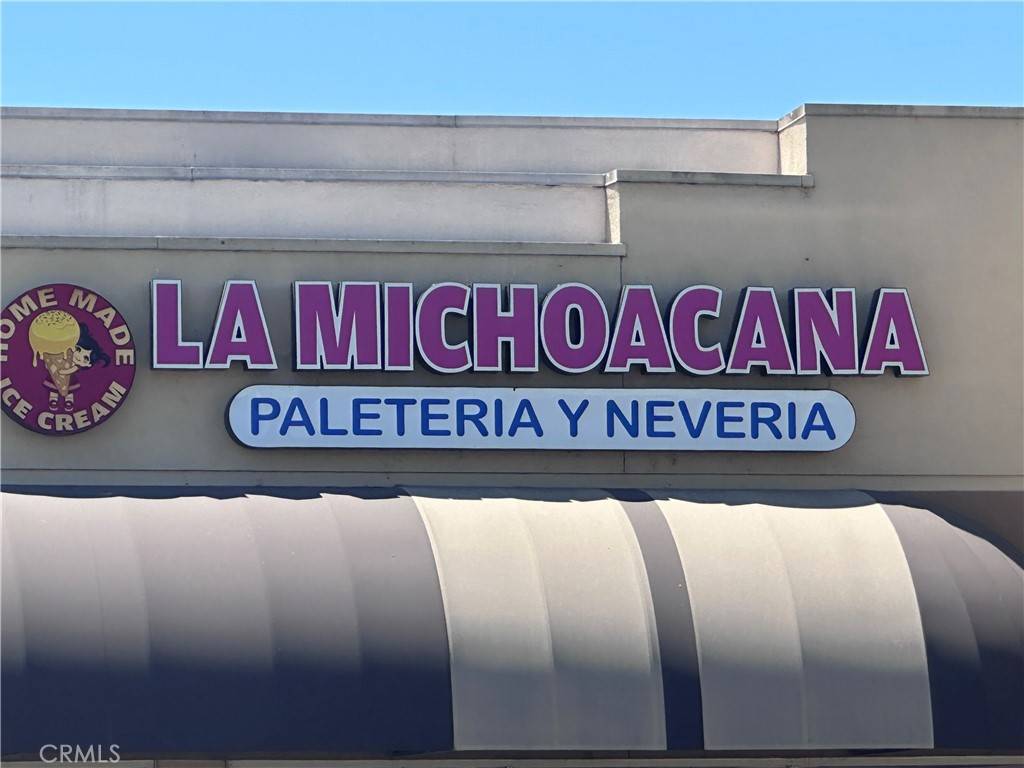 HOME MADE
ICE CREAM
LA MICHOACANA
PALETERIA Y NEVERIA
CRMLS